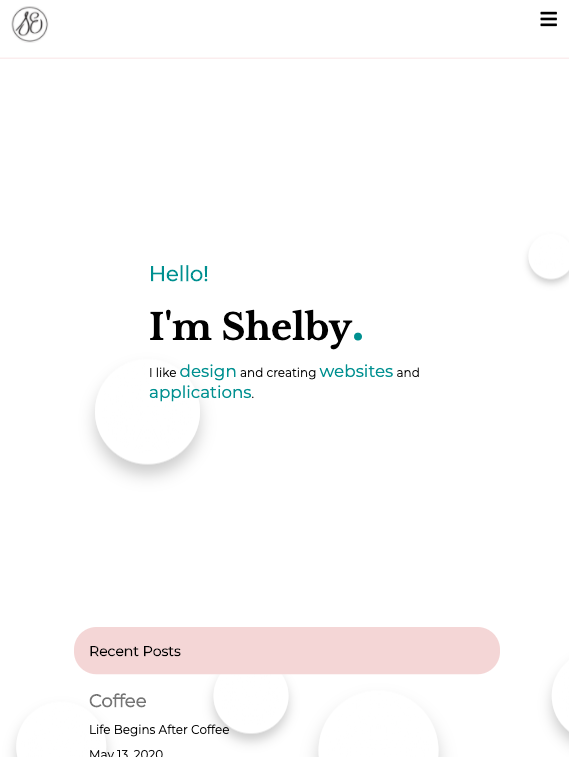 SE
Hello!
I'm Shelby.
I like design and creating websites and
applications.
Recent Posts
Coffee
Life Begins After Coffee
May 13, 2020